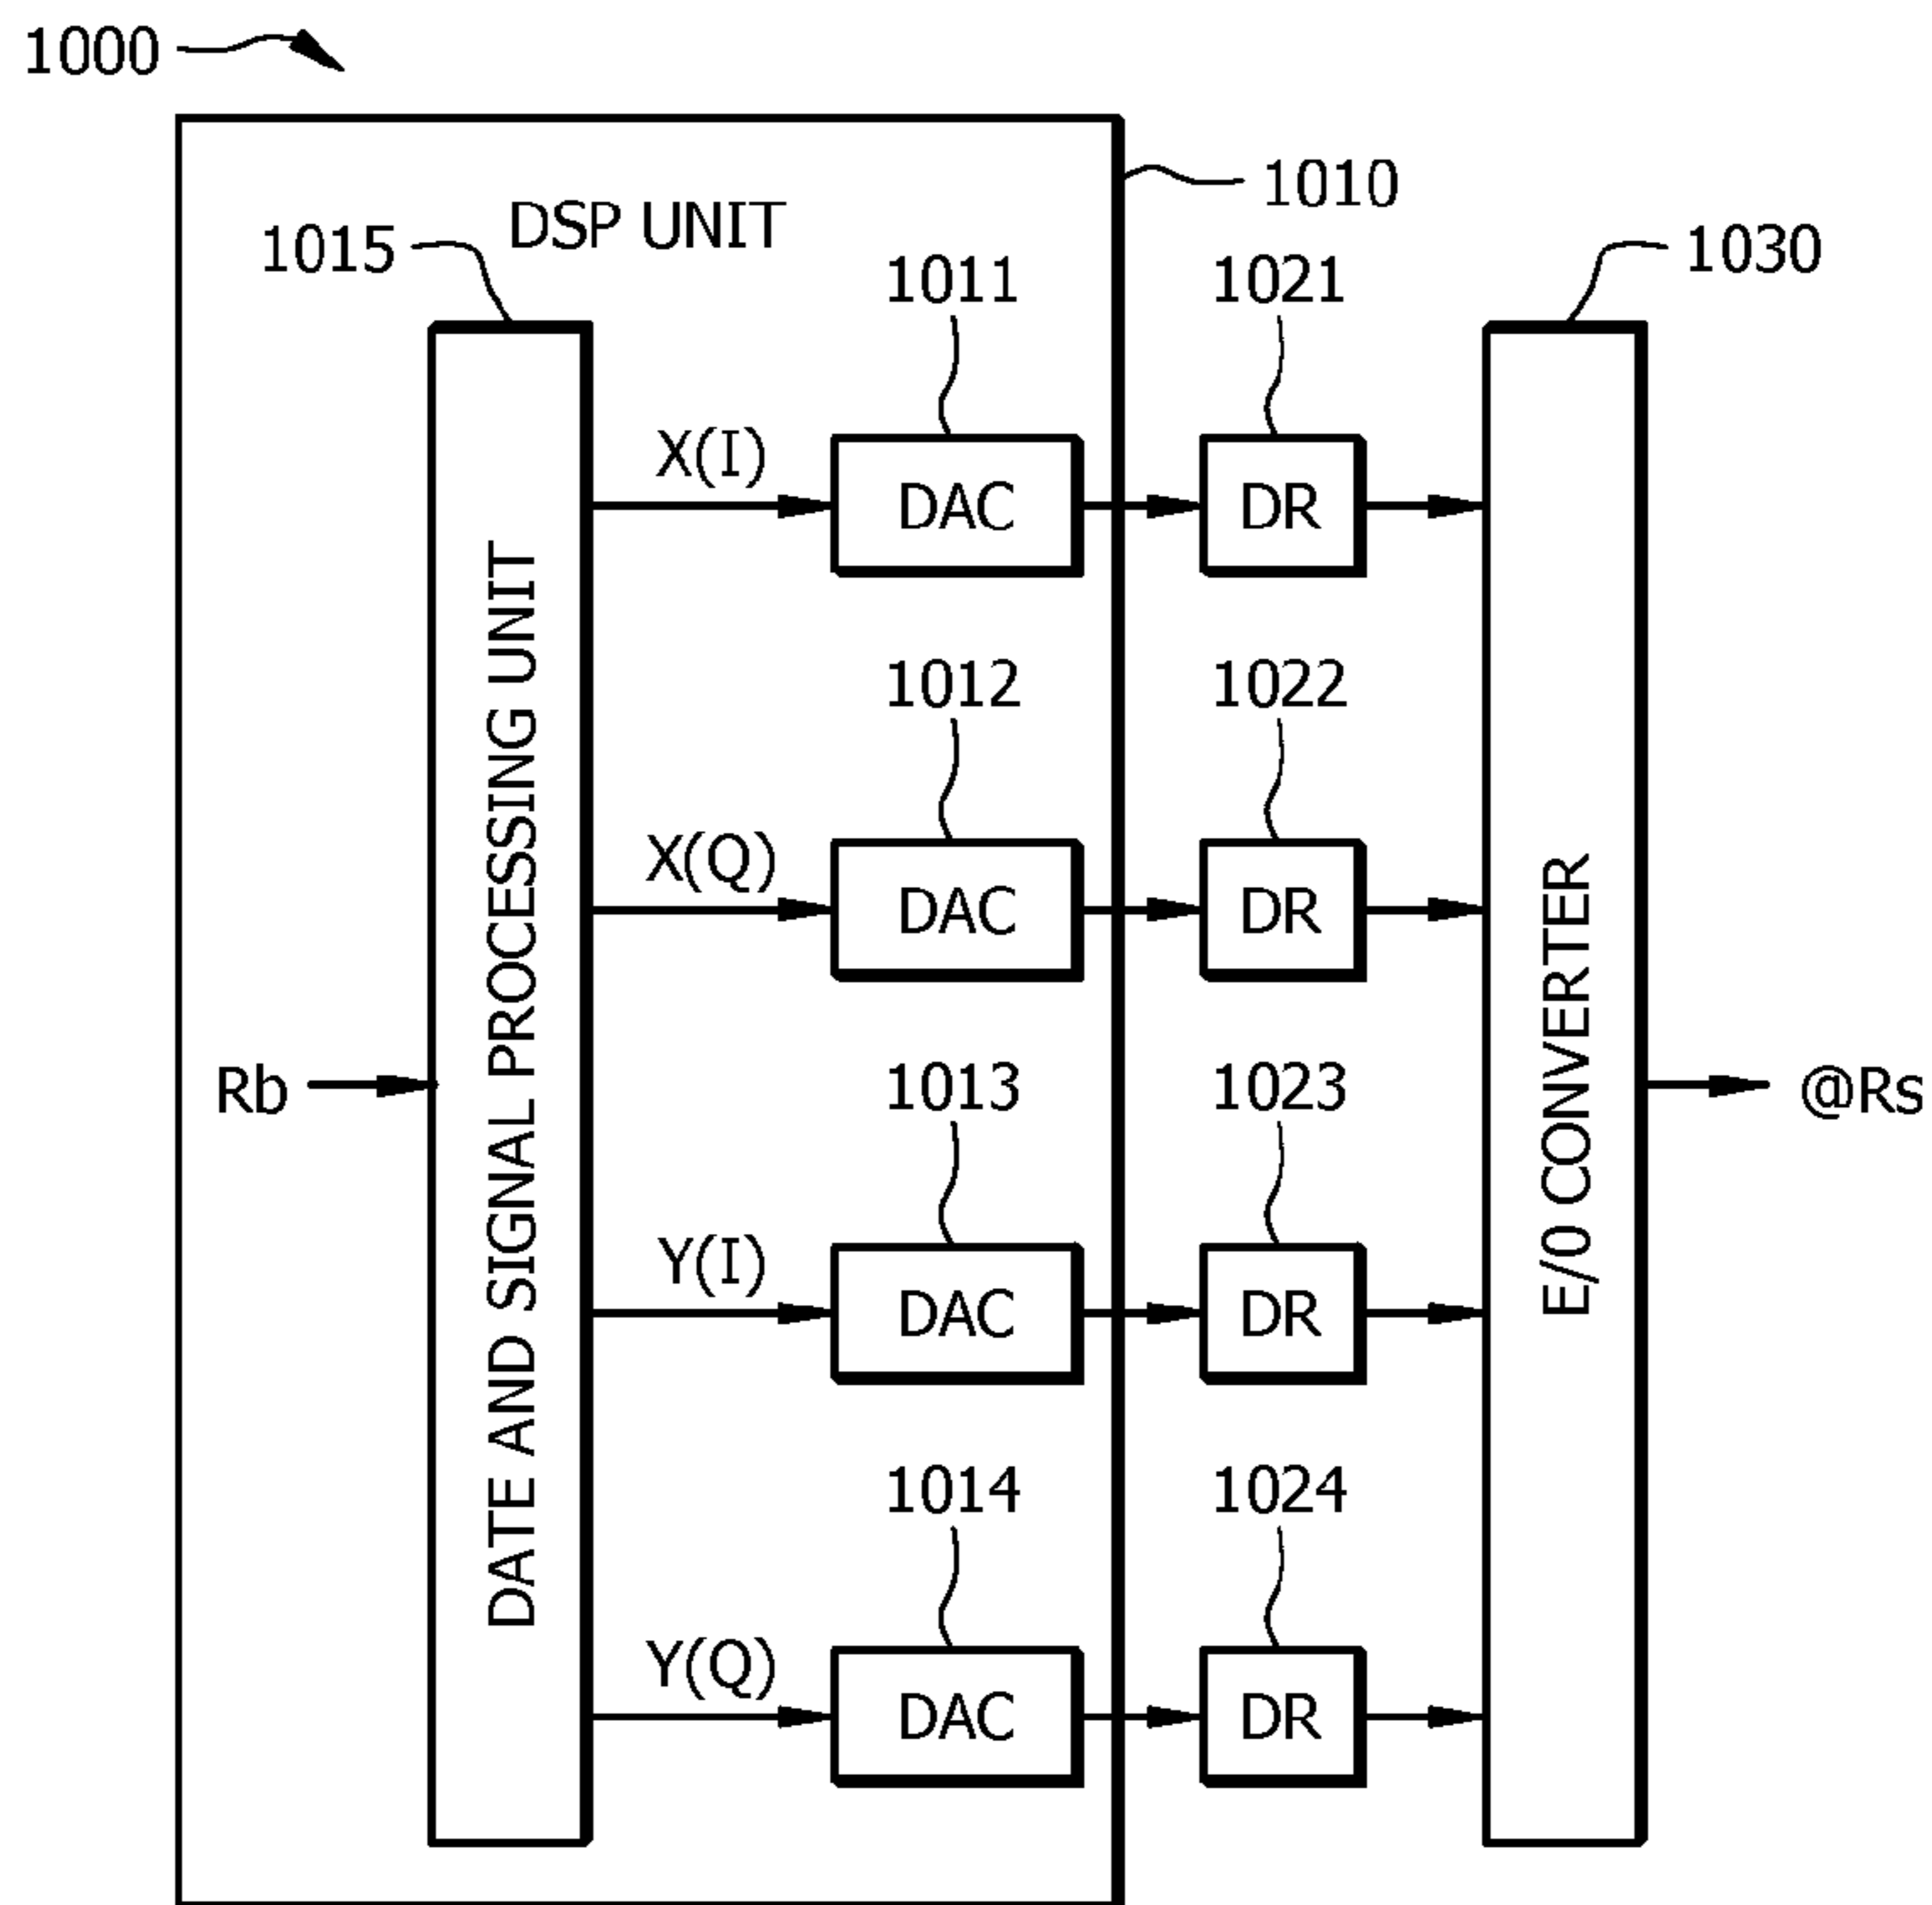 1000
1010
DSP UNIT
1015
1011
1021
1030
X(I)
DAC
DR
1012
1022
X(Q)
DAC
DR
DATE AND SIGNAL PROCESSING UNIT
E/0 CONVERTER
Rb
@Rs
1013
1023
Y(I)
DAC
DR
1014
1024
Y(Q)
DAC
DR